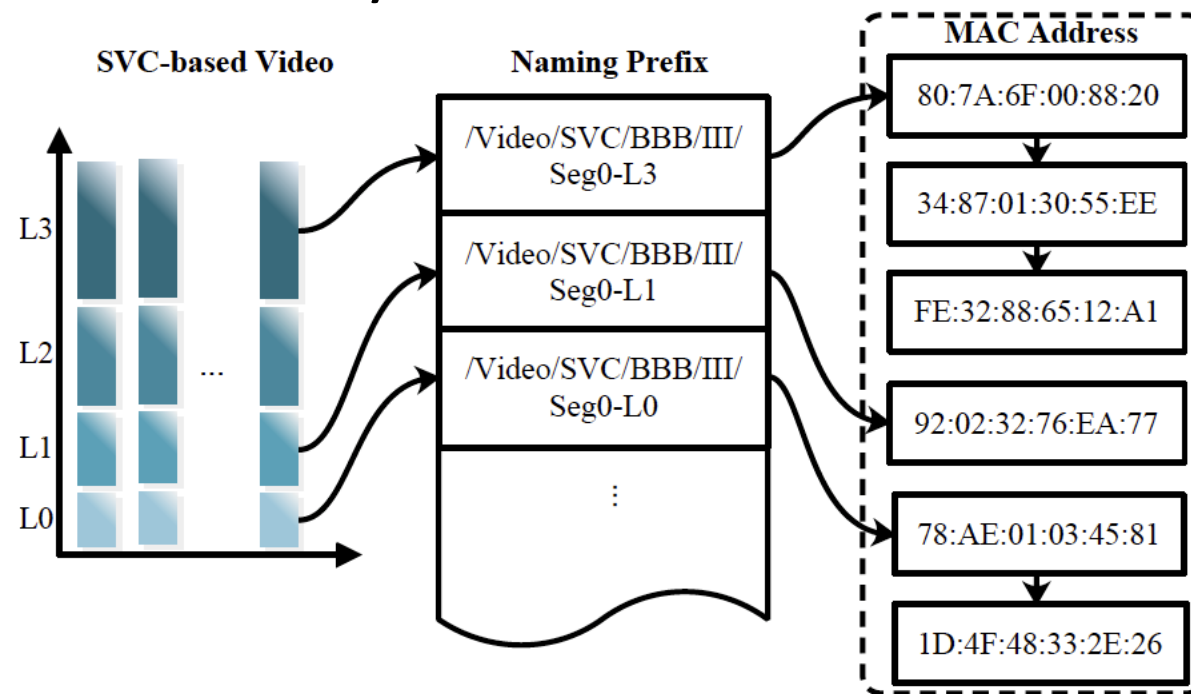 SVC-based Video
Naming Prefix
MAC Address
L3
L2
L1
L0
...
/Video/SVC/BBB/III/
Seg0-L3
/Video/SVC/BBB/III/
Seg0-L1
/Video/SVC/BBB/III/
Seg0-L0
...
80:7A:6F:00:88:20
34:87:01:30:55:EE
FE:32:88:65:12:A1
92:02:32:76:EA:77
78:AE:01:03:45:81
1D:4F:48:33:2E:26